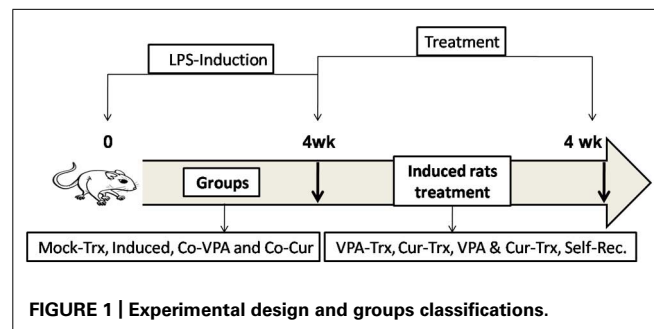 Treatment
LPS-Induction
0
4wk
4 wk
Groups
Induced rats
treatment
Mock-Trx, Induced, Co-VPA and Co-Cur
VPA-Trx, Cur-Trx, VPA & Cur-Trx, Self-Rec.
FIGURE 1 | Experimental design and groups classifications.